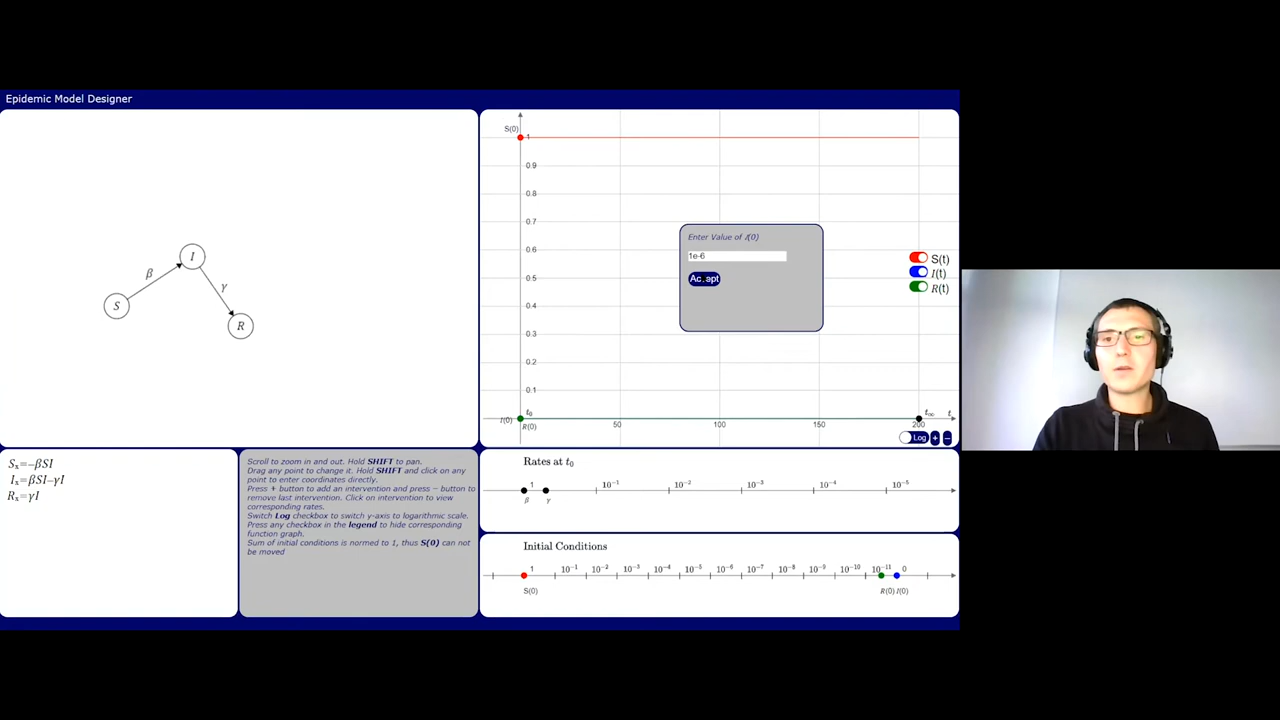 Epidemic Model Designer
I
β
γ
S
R
S(0)
1
0.9
0.8
0.7
0.6
0.5
0.4
0.3
0.2
0.1
Enter Value of I(0)
1e-6
S(t)
I(t)
R(t)
I(0)
t₀
R(0)
50
100
150
200
t∞
t
Log + −
Sₓ=−βSI
Iₓ=βSI−γI
Rₓ=γI
Scroll to zoom in and out. Hold SHIFT to pan.
Drag any point to change it. Hold SHIFT and click on any
point to enter coordinates directly.
Press + button to add an intervention and press − button to
remove last intervention. Click on intervention to view
corresponding rates.
Switch Log checkbox to switch y-axis to logarithmic scale.
Press any checkbox in the legend to hide corresponding
function graph.
Sum of initial conditions is normed to 1, thus S(0) can not
be moved
Rates at t₀
1 10⁻¹ 10⁻² 10⁻³ 10⁻⁴ 10⁻⁵
β γ
Initial Conditions
1 10⁻¹ 10⁻² 10⁻³ 10⁻⁴ 10⁻⁵ 10⁻⁶ 10⁻⁷ 10⁻⁸ 10⁻⁹ 10⁻¹⁰ 10⁻¹¹ 0
S(0) R(0) I(0)